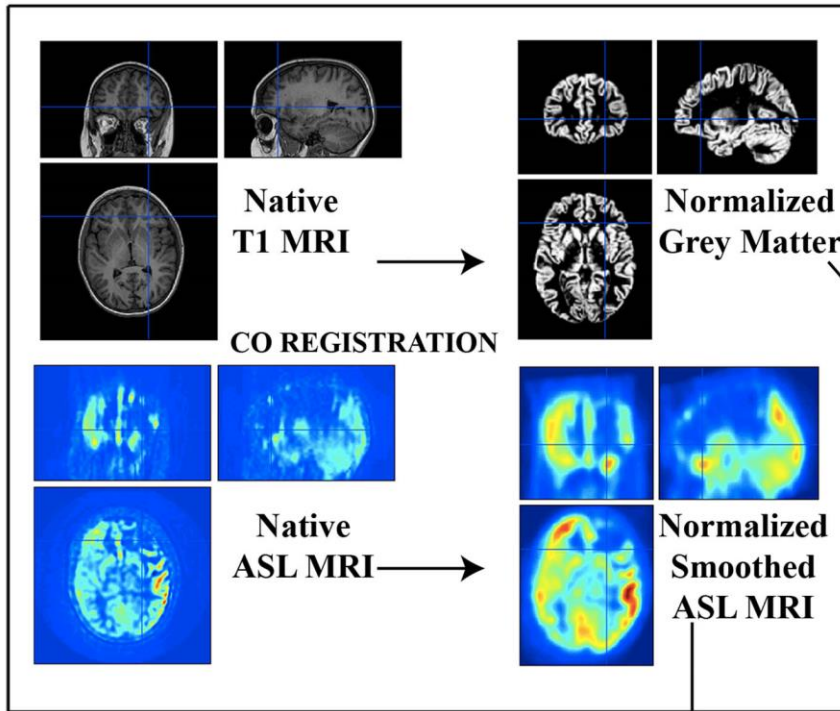 Native
T1 MRI
Normalized
Grey Matter
CO REGISTRATION
Native
ASL MRI
Normalized
Smoothed
ASL MRI